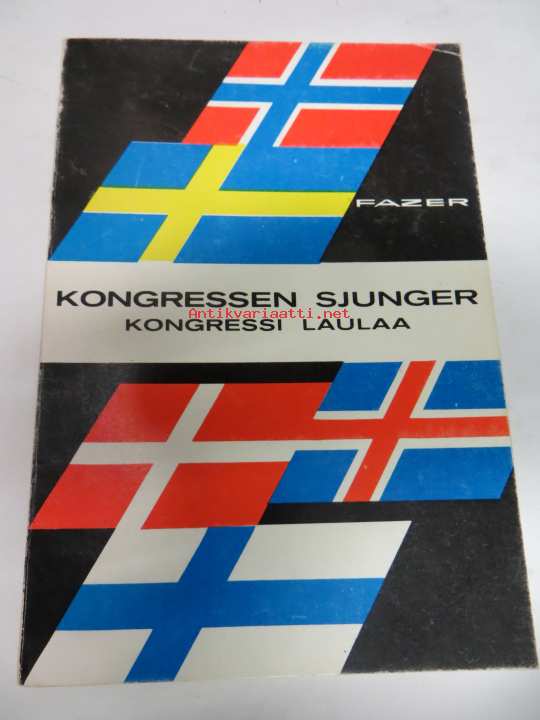 FAZER
KONGRESSEN SJUNGER
Antikvariaatti.net
KONGRESSI LAULAA